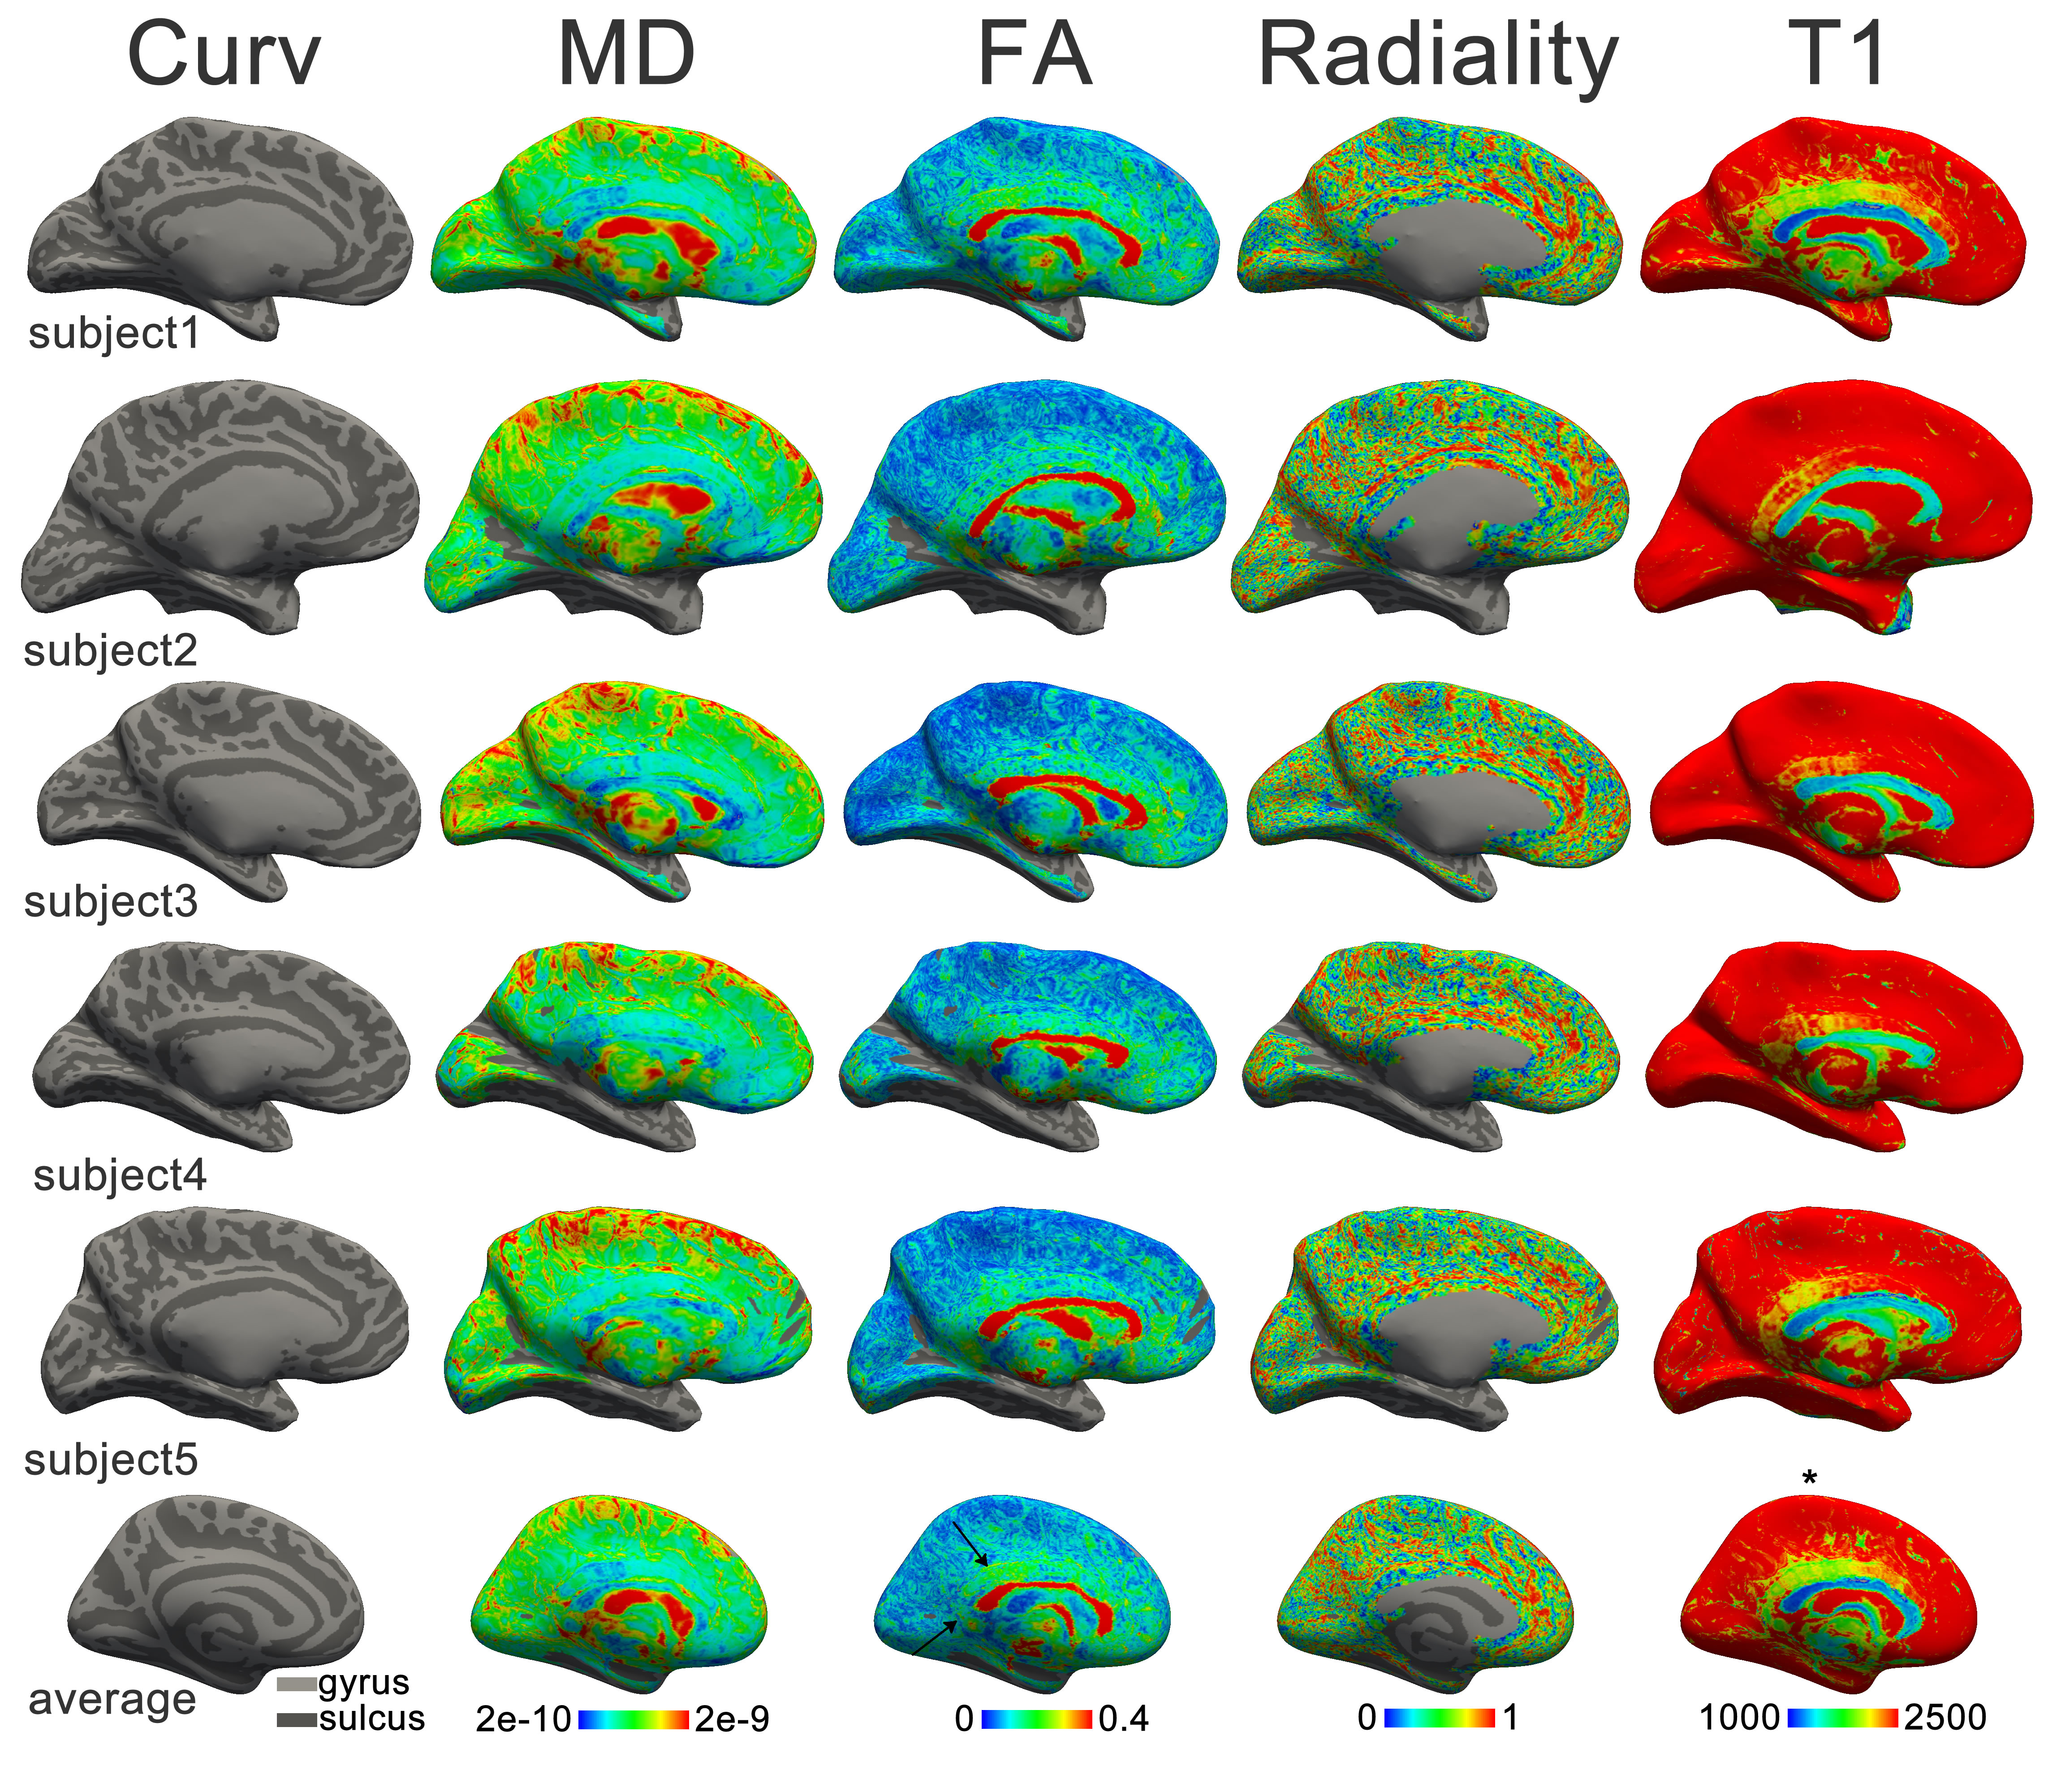 Curv MD FA Radiality T1
subject1
subject2
subject3
subject4
subject5
*
average
gyrus
sulcus
2e-10 2e-9
0 0.4
0 1
1000 2500